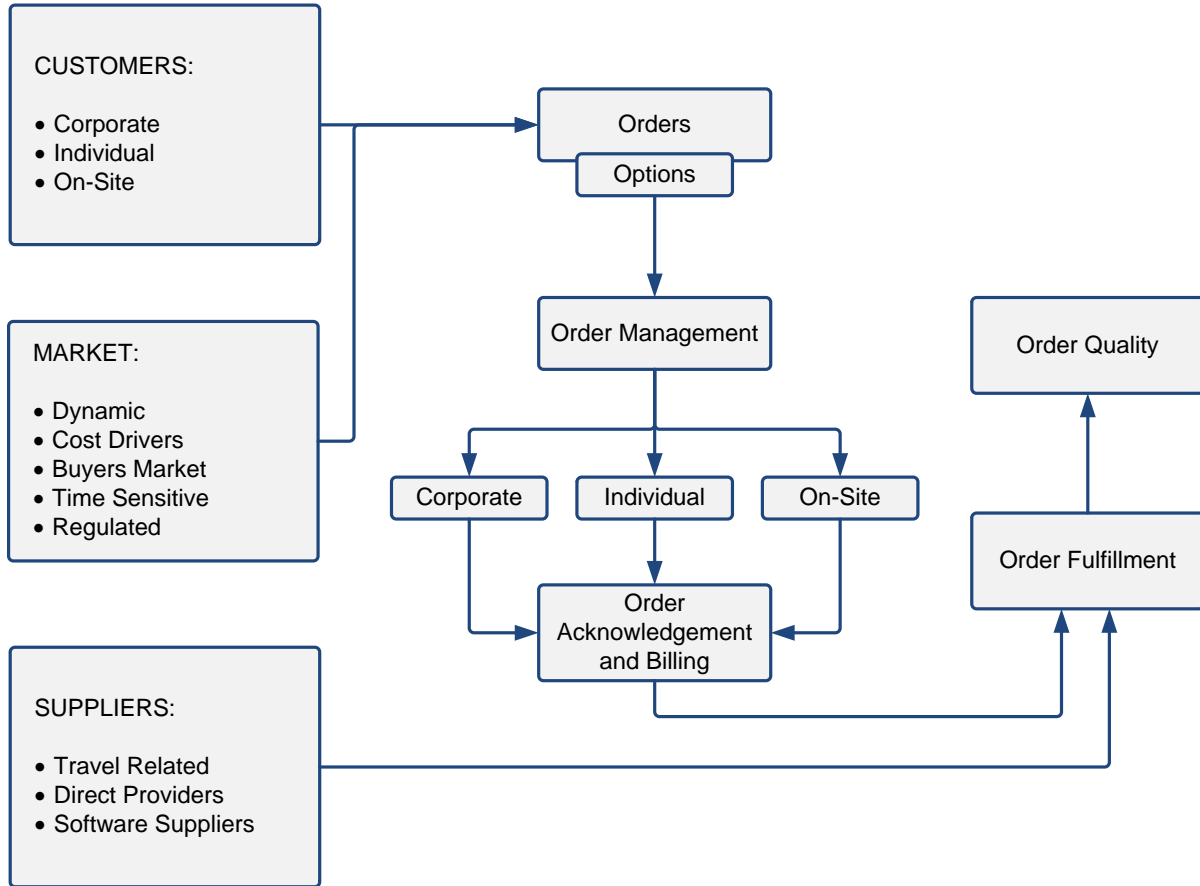 CUSTOMERS:
• Corporate
• Individual
• On-Site
Orders
Options
MARKET:
• Dynamic
• Cost Drivers
• Buyers Market
• Time Sensitive
• Regulated
Order Management
Order Quality
Corporate
Individual
On-Site
Order Fulfillment
Order
Acknowledgement
and Billing
SUPPLIERS:
• Travel Related
• Direct Providers
• Software Suppliers